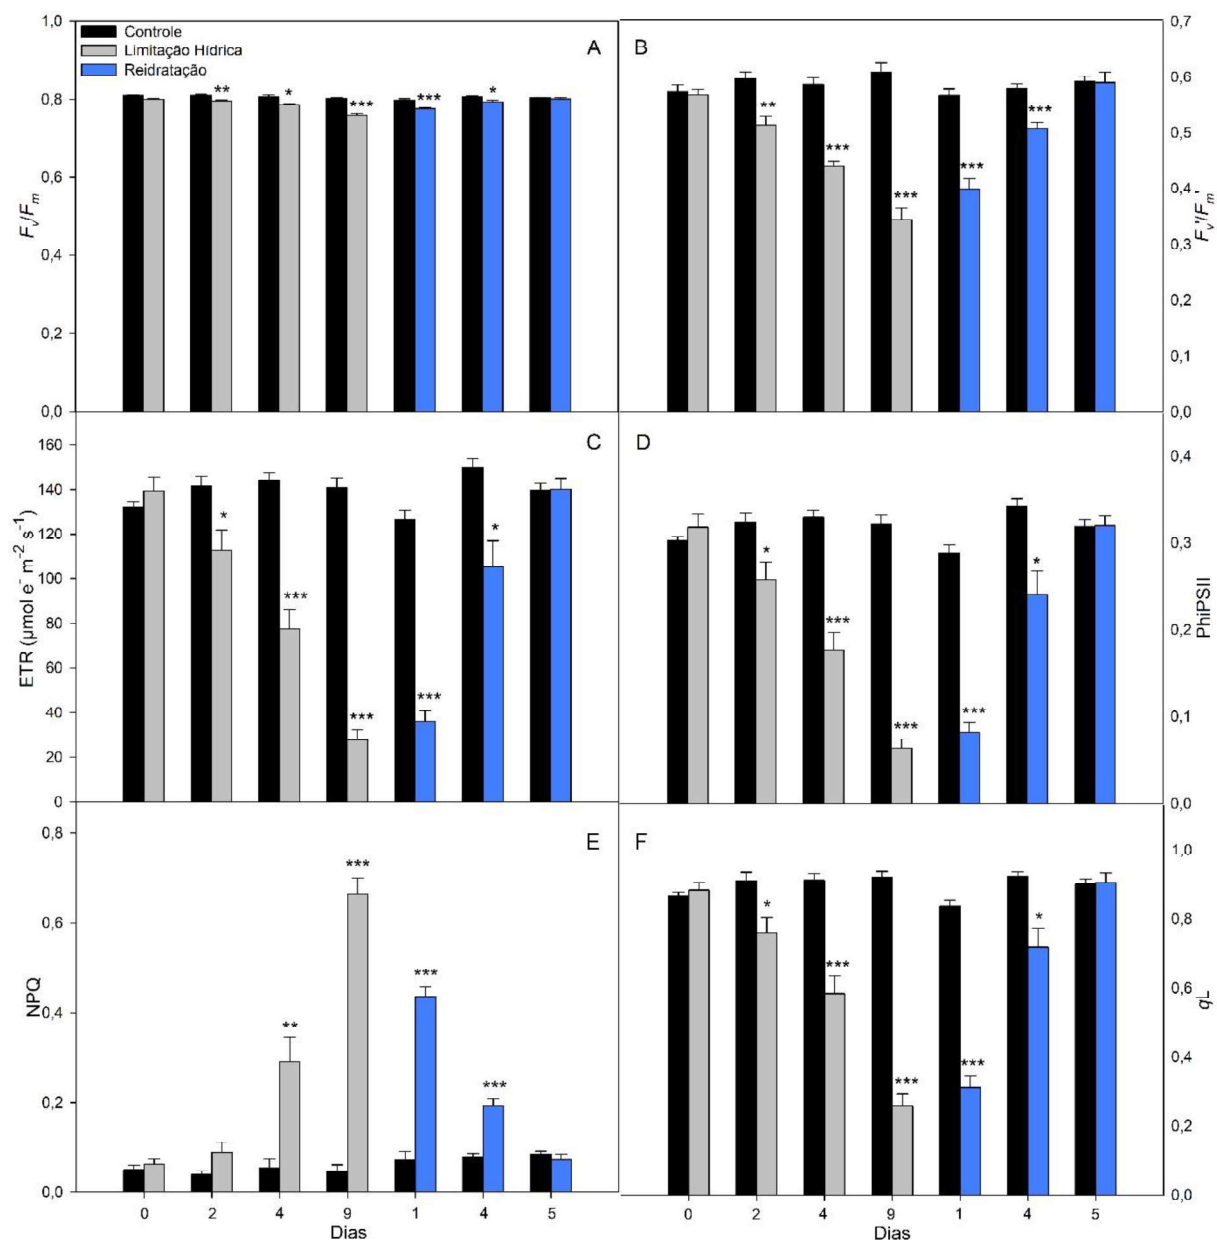 Controle
Limitação Hídrica
Reidratação
A
1,0
0,8
0,6
0,4
0,2
0,0
Fv/Fm
** * *** *** *
B
0,7
0,6
0,5
0,4
0,3
0,2
0,1
0,0
Fv'/Fm'
** *** *** *** ***
C
160
140
120
100
80
60
40
20
0
ETR (µmol e⁻ m⁻² s⁻¹)
* *** *** *** *
D
0,4
0,3
0,2
0,1
0,0
PhiPSII
* *** *** *** *
E
0,8
0,6
0,4
0,2
0,0
NPQ
** *** *** ***
0 2 4 9 1 4 5
Dias
F
1,0
0,8
0,6
0,4
0,2
0,0
qL
* *** *** *** *
0 2 4 9 1 4 5
Dias